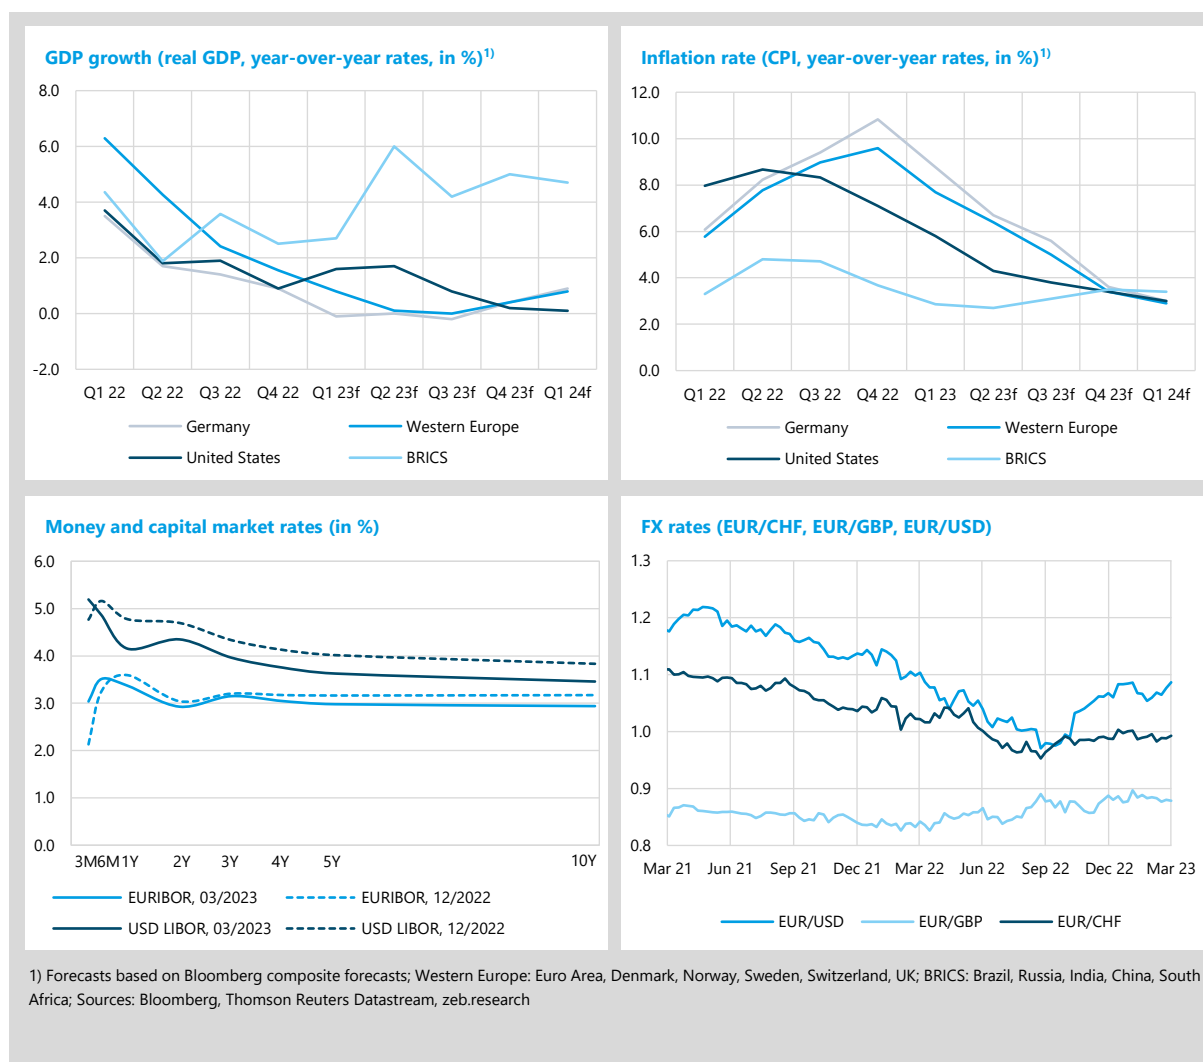 GDP growth (real GDP, year-over-year rates, in %)1)
8.0
6.0
4.0
2.0
0.0
-2.0
Q1 22 Q2 22 Q3 22 Q4 22 Q1 23f Q2 23f Q3 23f Q4 23f Q1 24f
Germany Western Europe
United States BRICS
Inflation rate (CPI, year-over-year rates, in %)1)
12.0
10.0
8.0
6.0
4.0
2.0
0.0
Q1 22 Q2 22 Q3 22 Q4 22 Q1 23 Q2 23f Q3 23f Q4 23f Q1 24f
Germany Western Europe
United States BRICS
Money and capital market rates (in %)
6.0
5.0
4.0
3.0
2.0
1.0
0.0
3M 6M 1Y 2Y 3Y 4Y 5Y 10Y
EURIBOR, 03/2023 EURIBOR, 12/2022
USD LIBOR, 03/2023 USD LIBOR, 12/2022
FX rates (EUR/CHF, EUR/GBP, EUR/USD)
1.3
1.2
1.1
1.0
0.9
0.8
Mar 21 Jun 21 Sep 21 Dec 21 Mar 22 Jun 22 Sep 22 Dec 22 Mar 23
EUR/USD EUR/GBP EUR/CHF
1) Forecasts based on Bloomberg composite forecasts; Western Europe: Euro Area, Denmark, Norway, Sweden, Switzerland, UK; BRICS: Brazil, Russia, India, China, South
Africa; Sources: Bloomberg, Thomson Reuters Datastream, zeb.research